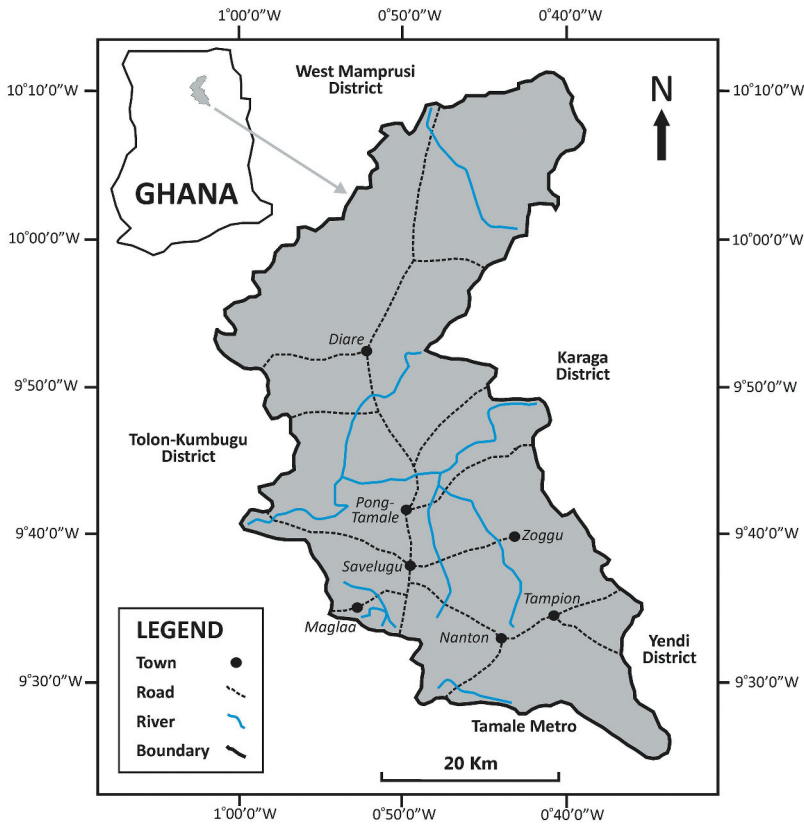 1°00'0"W 0°50'0"W 0°40'0"W
West Mamprusi
District
10°10'0"W 10°10'0"W
N
GHANA
10°00'0"W 10°00'0"W
Diare
Karaga
District
9°50'0"W 9°50'0"W
Tolon-Kumbugu
District
Pong-
Tamale
9°40'0"W 9°40'0"W
Zoggu
Savelugu
Tampion
Maglaa
Nanton
Yendi
District
LEGEND
Town
Road
River
Boundary
9°30'0"W 9°30'0"W
Tamale Metro
20 Km
1°00'0"W 0°50'0"W 0°40'0"W